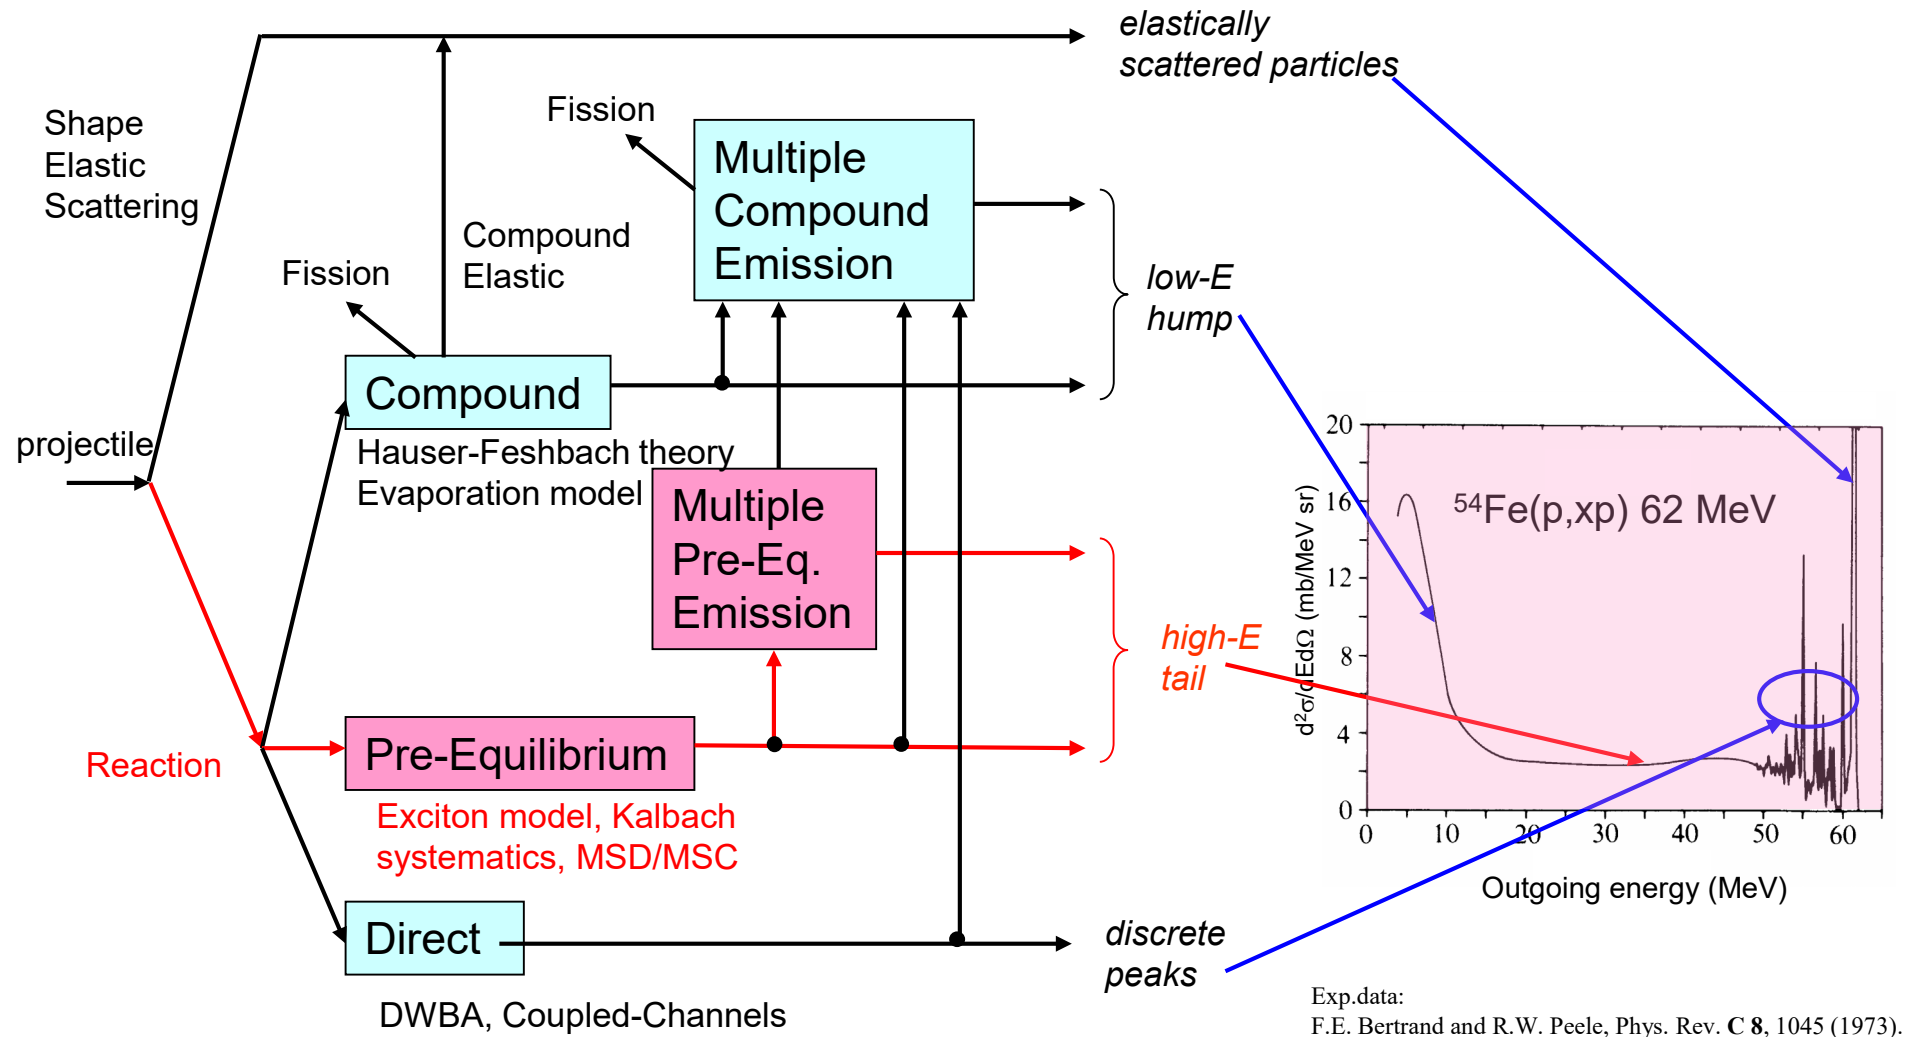 elastically
scattered particles
Shape
Elastic
Scattering
Fission
Multiple
Compound
Emission
Compound
Elastic
Fission
low-E
hump
Compound
projectile
Hauser-Feshbach theory
Evaporation model
Multiple
Pre-Eq.
Emission
high-E
tail
Reaction
Pre-Equilibrium
Exciton model, Kalbach
systematics, MSD/MSC
Direct
DWBA, Coupled-Channels
discrete
peaks
⁵⁴Fe(p,xp) 62 MeV
d²σ/dEdΩ (mb/MeV sr)
20
16
12
8
4
0
0 10 20 30 40 50 60
Outgoing energy (MeV)
Exp.data:
F.E. Bertrand and R.W. Peele, Phys. Rev. C 8, 1045 (1973).